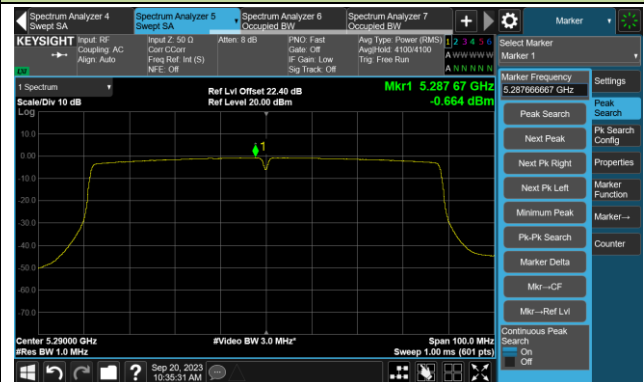 Spectrum Analyzer 4
Swept SA
Spectrum Analyzer 5
Swept SA
Spectrum Analyzer 6
Occupied BW
Spectrum Analyzer 7
Occupied BW
Marker
KEYSIGHT
Input: RF
Coupling: AC
Align: Auto
Input Z: 50 Ω
Corr CCorr
Freq Ref: Int (S)
NFE: Off
Atten: 8 dB
PNO: Fast
Gate: Off
IF Gain: Low
Sig Track: Off
Avg Type: Power (RMS)
Avg|Hold: 4100/4100
Trig: Free Run
1 2 3 4 5 6
A W W W W W
A N N N N N
LXI
Select Marker
Marker 1
1 Spectrum
Scale/Div 10 dB
Log
Ref Lvl Offset 22.40 dB
Ref Level 20.00 dBm
Mkr1 5.287 67 GHz
-0.664 dBm
10.0
0.00
-10.0
-20.0
-30.0
-40.0
-50.0
-60.0
-70.0
1
Center 5.29000 GHz
#Res BW 1.0 MHz
#Video BW 3.0 MHz*
Span 100.0 MHz
Sweep 1.00 ms (601 pts)
Marker Frequency
5.287666667 GHz
Peak Search
Next Peak
Next Pk Right
Next Pk Left
Minimum Peak
Pk-Pk Search
Marker Delta
Mkr→CF
Mkr→Ref Lvl
Continuous Peak
Search
On
Off
Settings
Peak
Search
Pk Search
Config
Properties
Marker
Function
Marker→
Counter
Sep 20, 2023
10:35:31 AM